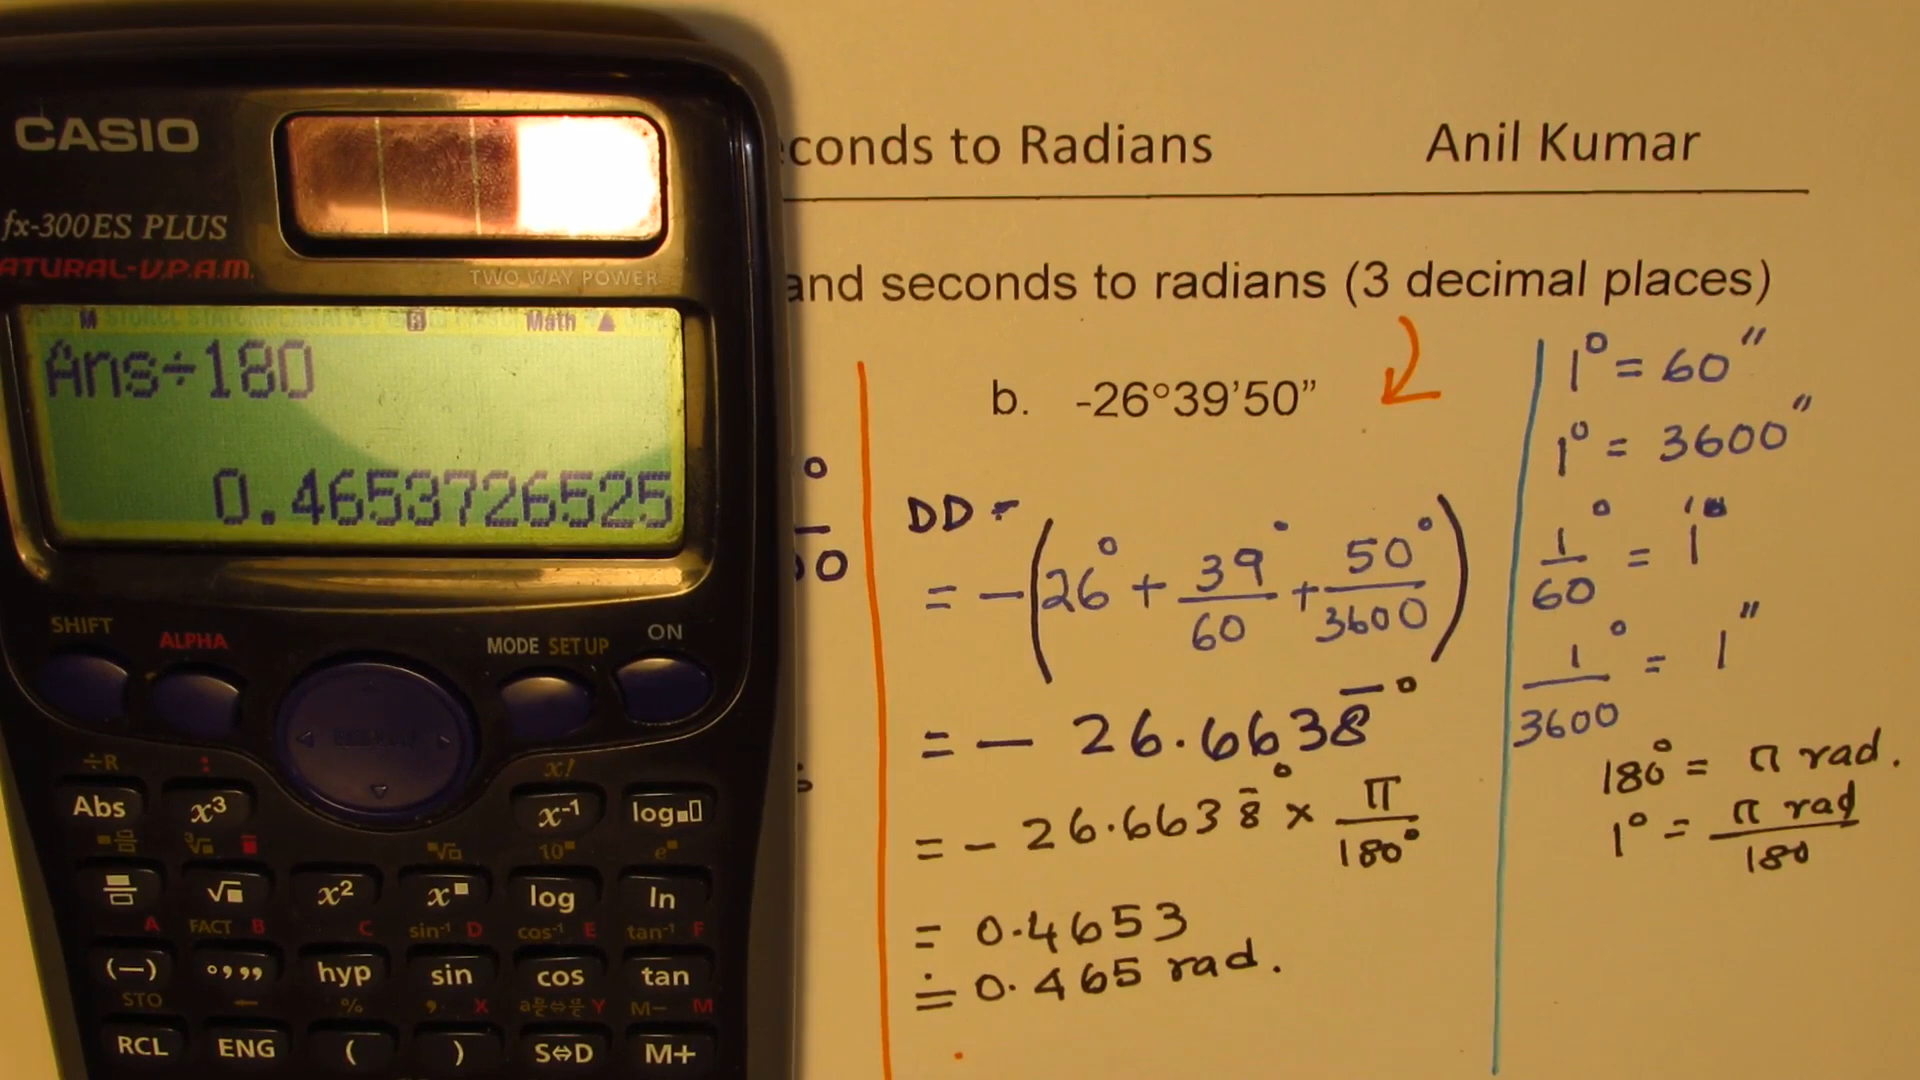 CASIO
fx-300ES PLUS
ATURAL-V.P.A.M.
TWO WAY POWER
M Math ▲
Ans÷180
0.4653726525
SHIFT ALPHA MODE SETUP ON
÷R : x!
Abs x³ x⁻¹ log▪▯
³√▪ ▪√▯ 10▪ e▪
√▪ x² x▪ log ln
A FACT B C sin⁻¹ D cos⁻¹ E tan⁻¹ F
(−) °,,, hyp sin cos tan
STO ← % , X Y M− M
RCL ENG ( ) S⇔D M+
conds to Radians Anil Kumar
and seconds to radians (3 decimal places)
b. -26°39’50”
DD =
= −(26° + 39°/60 + 50°/3600)
= − 26.6638̅°
= − 26.6638̅° × π/180°
= 0.4653
≐ 0.465 rad.
1° = 60″
1° = 3600″
1/60° = 1'
1/3600° = 1″
180° = π rad.
1° = π rad/180